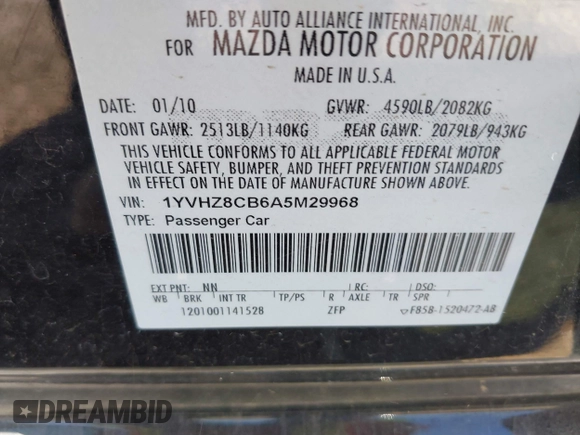 MFD. BY AUTO ALLIANCE INTERNATIONAL, INC.
FOR MAZDA MOTOR CORPORATION
MADE IN U.S.A.
DATE: 01/10 GVWR: 4590LB/2082KG
FRONT GAWR: 2513LB/1140KG REAR GAWR: 2079LB/943KG
THIS VEHICLE CONFORMS TO ALL APPLICABLE FEDERAL MOTOR
VEHICLE SAFETY, BUMPER, AND THEFT PREVENTION STANDARDS
IN EFFECT ON THE DATE OF MANUFACTURE SHOWN ABOVE.
VIN: 1YVHZ8CB6A5M29968
TYPE: Passenger Car
EXT PNT: NN RC: DSO:
WB BRK INT TR TP/PS R AXLE TR SPR
1201001141528 ZFP F85B-1520472-AB
DREAMBID